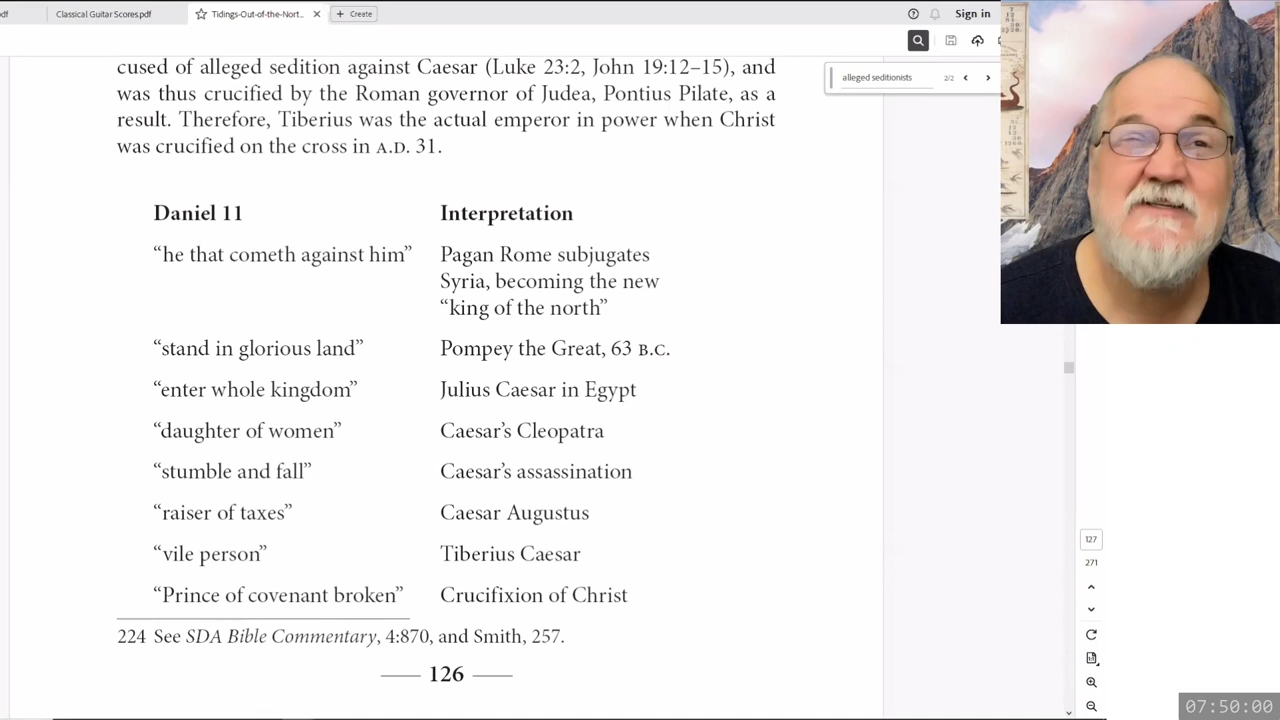 df
Classical Guitar Scores.pdf
Tidings-Out-of-the-Nort...
+ Create
Sign in
alleged seditionists
2/2
cused of alleged sedition against Caesar (Luke 23:2, John 19:12–15), and
was thus crucified by the Roman governor of Judea, Pontius Pilate, as a
result. Therefore, Tiberius was the actual emperor in power when Christ
was crucified on the cross in A.D. 31.
Daniel 11 Interpretation
“he that cometh against him” Pagan Rome subjugates
Syria, becoming the new
“king of the north”
“stand in glorious land” Pompey the Great, 63 B.C.
“enter whole kingdom” Julius Caesar in Egypt
“daughter of women” Caesar’s Cleopatra
“stumble and fall” Caesar’s assassination
“raiser of taxes” Caesar Augustus
“vile person” Tiberius Caesar
“Prince of covenant broken” Crucifixion of Christ
224 See SDA Bible Commentary, 4:870, and Smith, 257.
126
127
271
07:50:00